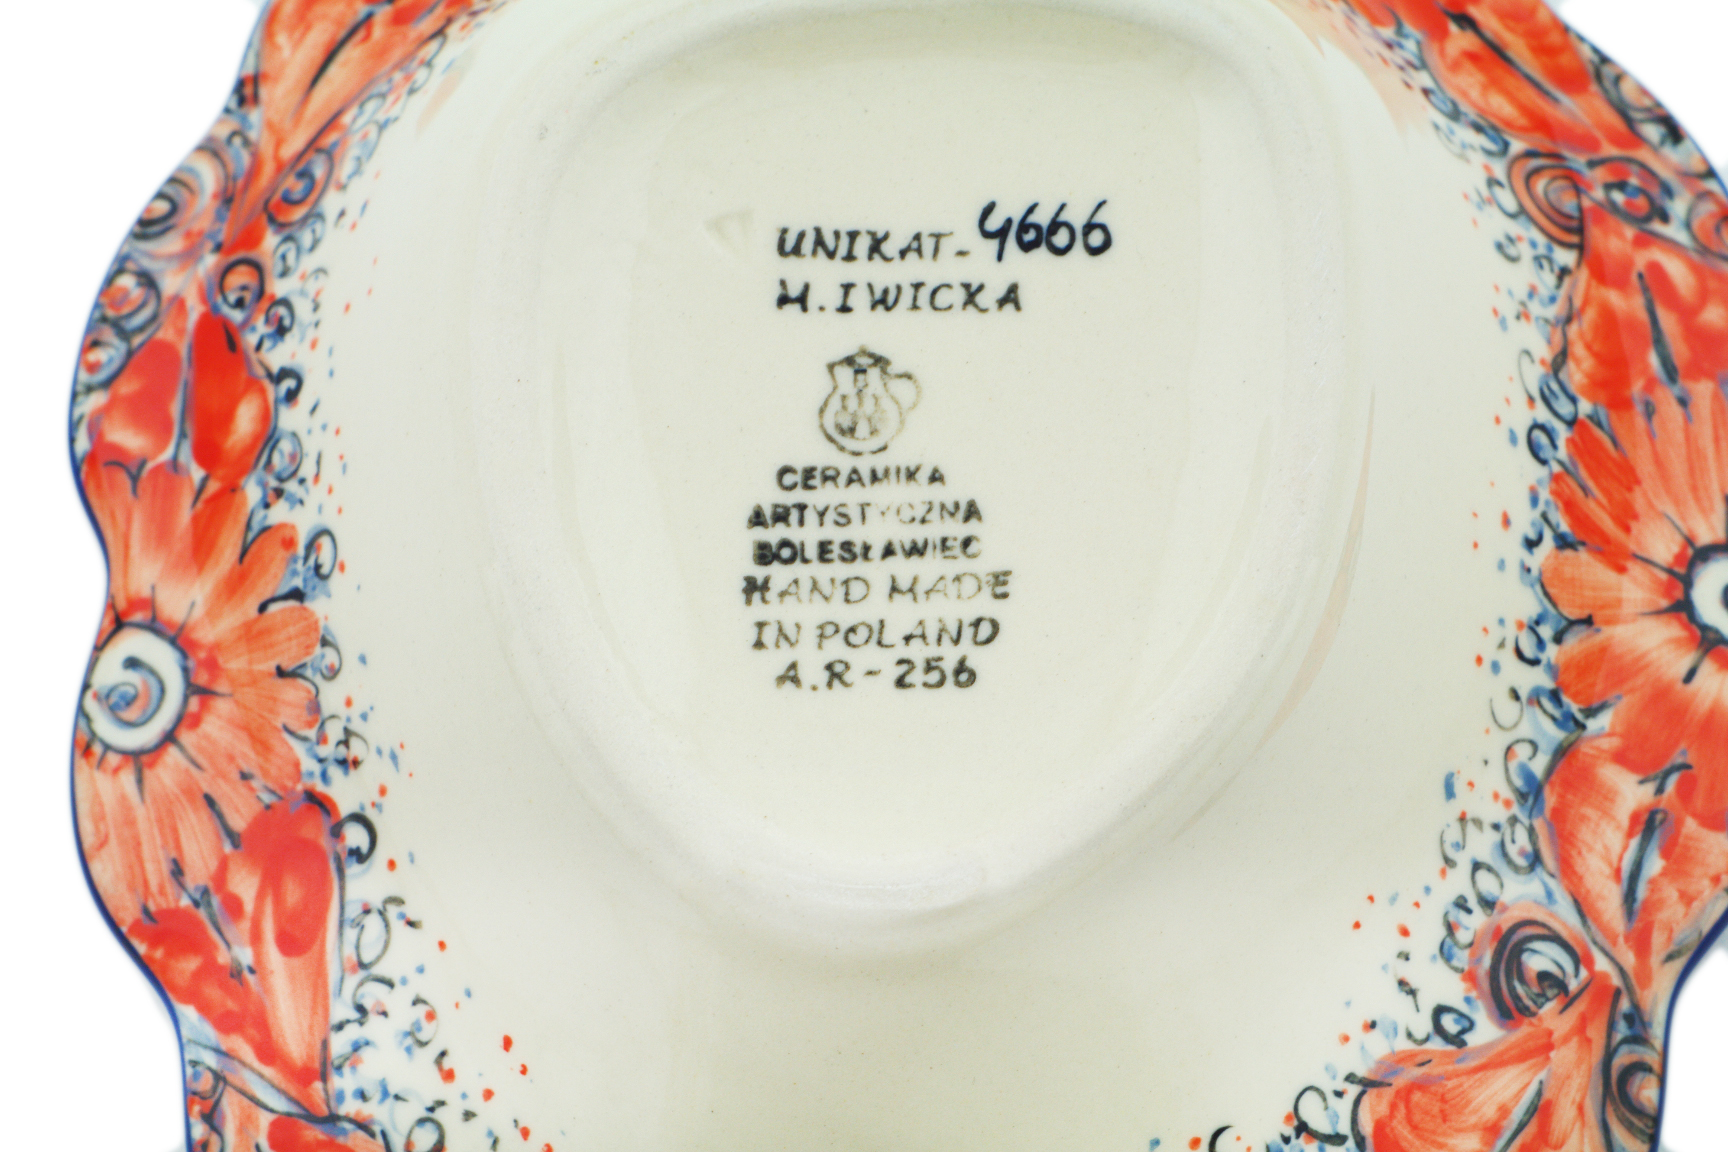 UNIKAT-4666
M.IWICKA
CERAMIKA
ARTYSTYCZNA
BOLESŁAWIEC
HAND MADE
IN POLAND
A.R-256